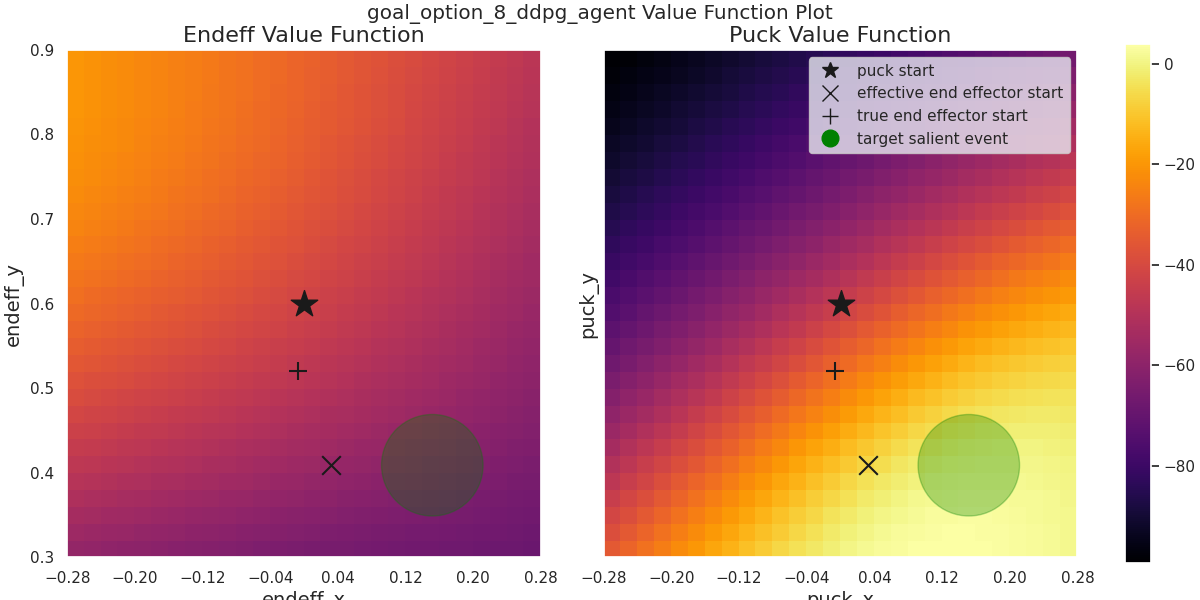 goal_option_8_ddpg_agent Value Function Plot
Endeff Value Function
Puck Value Function
0.9
0.8
0.7
0.6
0.5
0.4
0.3
endeff_y
−0.28 −0.20 −0.12 −0.04 0.04 0.12 0.20 0.28
endeff_x
puck_y
puck start
effective end effector start
true end effector start
target salient event
−0.28 −0.20 −0.12 −0.04 0.04 0.12 0.20 0.28
puck_x
0
−20
−40
−60
−80